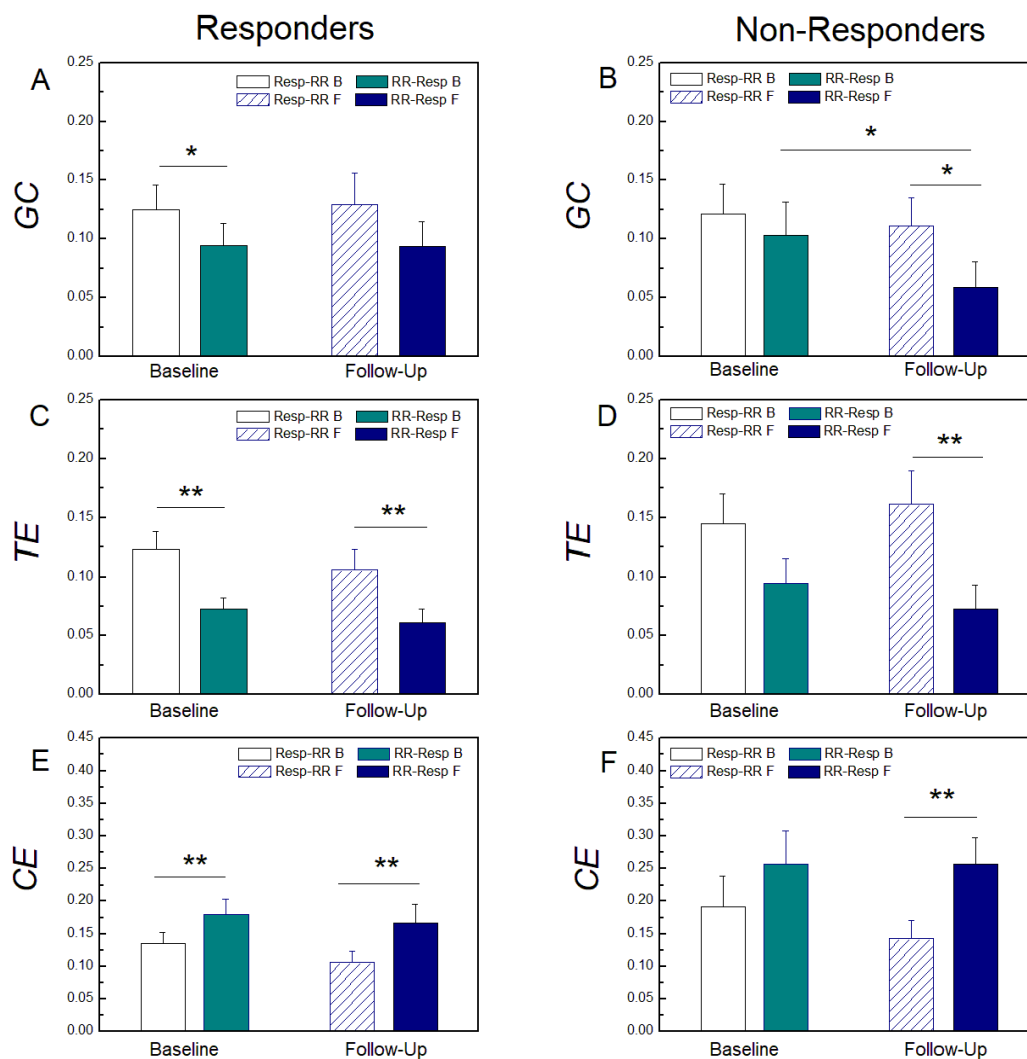 Responders
Non-Responders
A
0.25
0.20
0.15
0.10
0.05
0.00
GC
Resp-RR B RR-Resp B
Resp-RR F RR-Resp F
*
Baseline Follow-Up
B
0.25
0.20
0.15
0.10
0.05
0.00
GC
Resp-RR B RR-Resp B
Resp-RR F RR-Resp F
*
*
Baseline Follow-Up
C
0.25
0.20
0.15
0.10
0.05
0.00
TE
Resp-RR B RR-Resp B
Resp-RR F RR-Resp F
**
**
Baseline Follow-Up
D
0.25
0.20
0.15
0.10
0.05
0.00
TE
Resp-RR B RR-Resp B
Resp-RR F RR-Resp F
**
Baseline Follow-Up
E
0.45
0.40
0.35
0.30
0.25
0.20
0.15
0.10
0.05
0.00
CE
Resp-RR B RR-Resp B
Resp-RR F RR-Resp F
**
**
Baseline Follow-Up
F
0.45
0.40
0.35
0.30
0.25
0.20
0.15
0.10
0.05
0.00
CE
Resp-RR B RR-Resp B
Resp-RR F RR-Resp F
**
Baseline Follow-Up